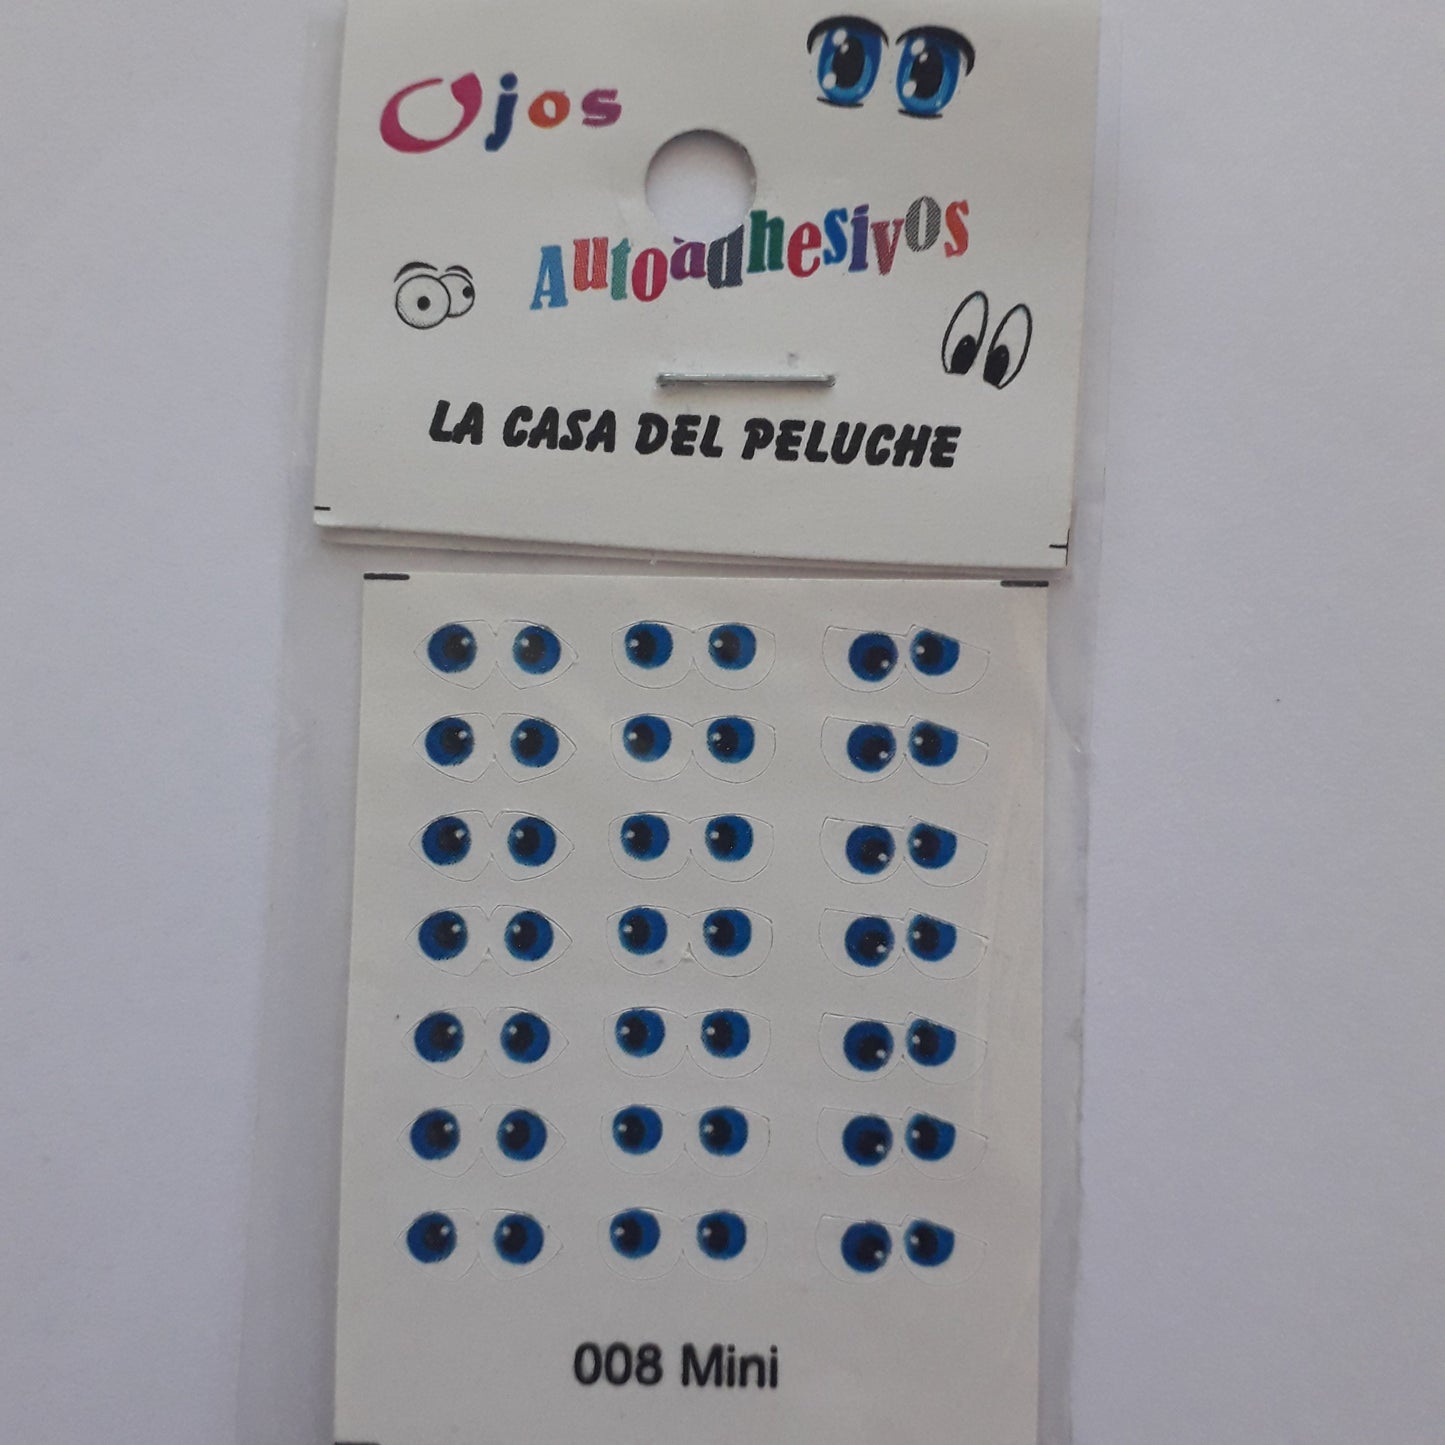 Ojos
Autoadhesivos
LA CASA DEL PELUCHE
008 Mini